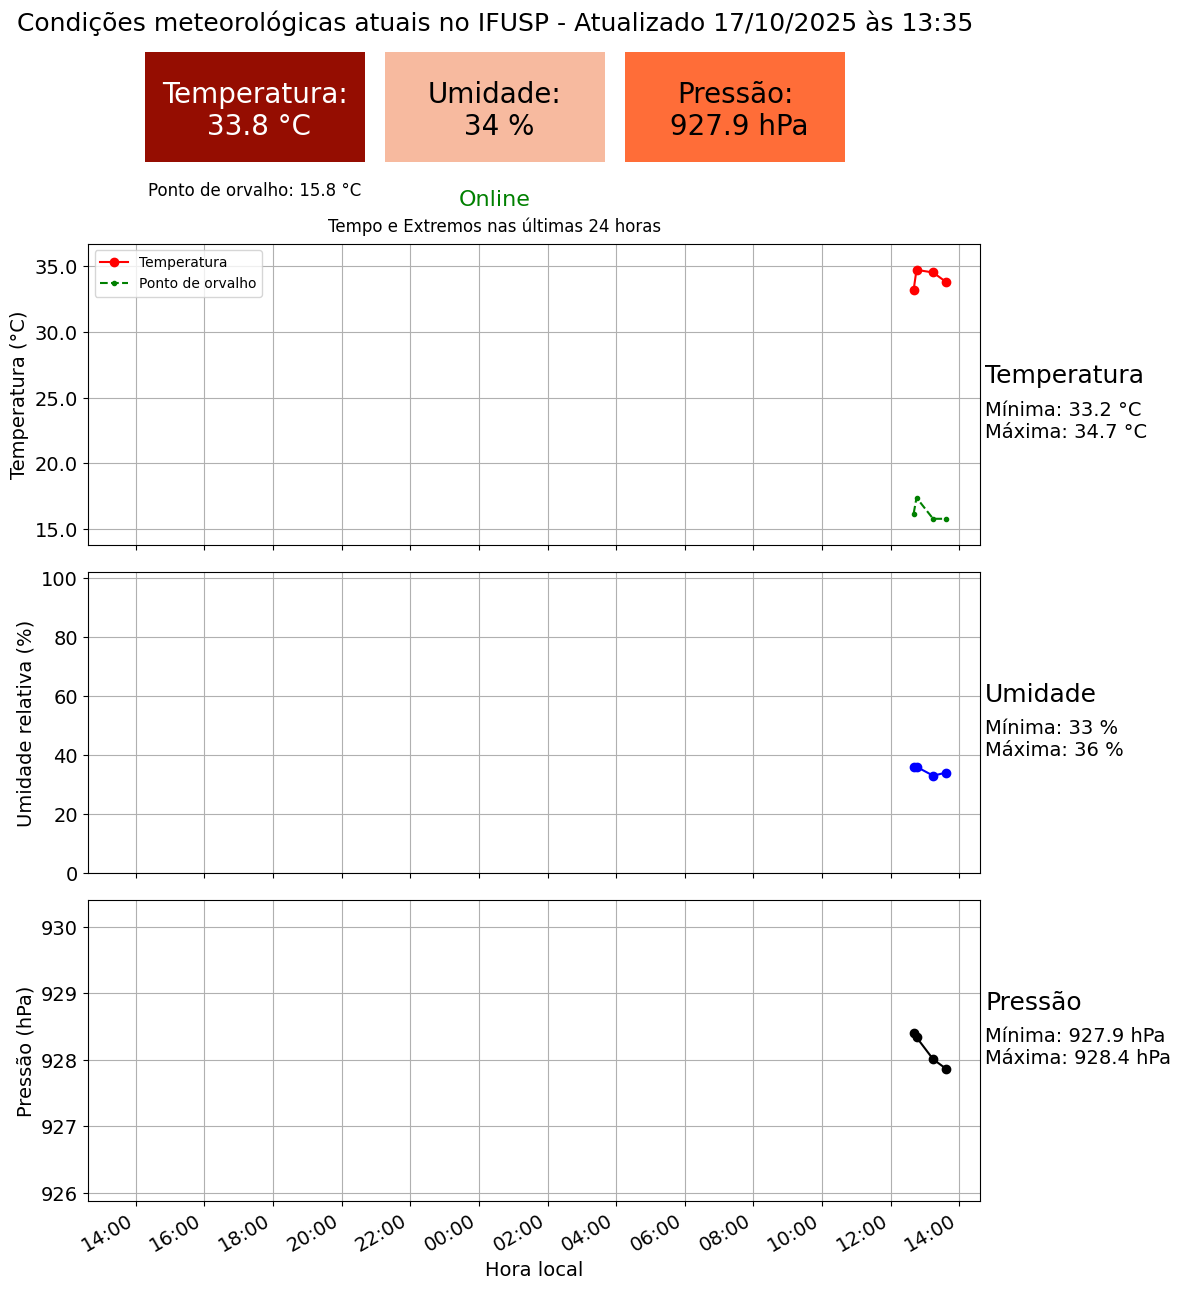 Condições meteorológicas atuais no IFUSP - Atualizado 17/10/2025 às 13:35
Temperatura:
33.8 °C
Umidade:
34 %
Pressão:
927.9 hPa
Ponto de orvalho: 15.8 °C
Online
Tempo e Extremos nas últimas 24 horas
Temperatura
Ponto de orvalho
Temperatura (°C)
35.0
30.0
25.0
20.0
15.0
Temperatura
Mínima: 33.2 °C
Máxima: 34.7 °C
Umidade relativa (%)
100
80
60
40
20
0
Umidade
Mínima: 33 %
Máxima: 36 %
Pressão (hPa)
930
929
928
927
926
Pressão
Mínima: 927.9 hPa
Máxima: 928.4 hPa
14:00
16:00
18:00
20:00
22:00
00:00
02:00
04:00
06:00
08:00
10:00
12:00
14:00
Hora local